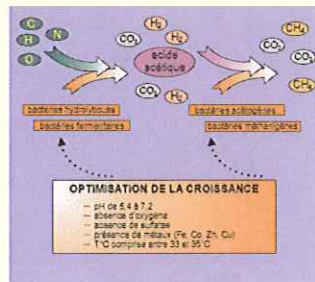 C
N
H
O
H2
CO2
H2
acide
acétique
CO2
H2
CH4
CO2
CO2
CH4
bactéries hydrolytiques
bactéries fermentaires
bactéries acétogènes
bactéries méthanigènes
OPTIMISATION DE LA CROISSANCE
– pH de 5,4 à 7,2
– absence d'oxygène
– absence de sulfates
– présence de métaux (Fe, Co, Zn, Cu)
– T°C comprise entre 33 et 35°C